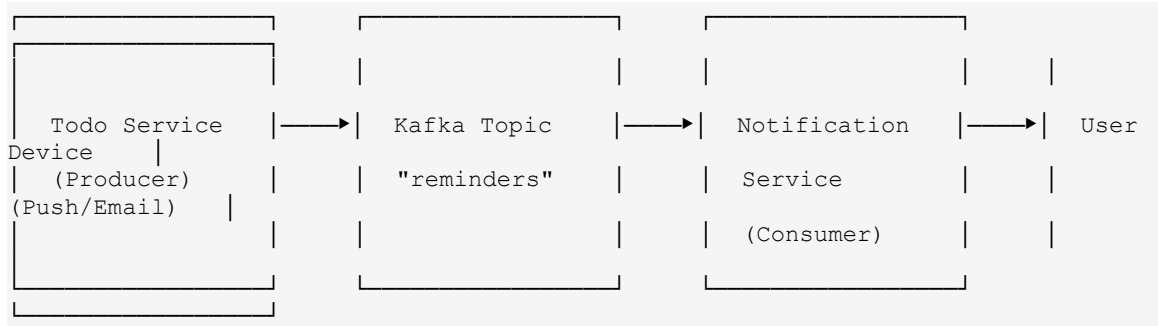 Todo Service Kafka Topic Notification User
Device
(Producer) "reminders" Service
(Push/Email)
(Consumer)